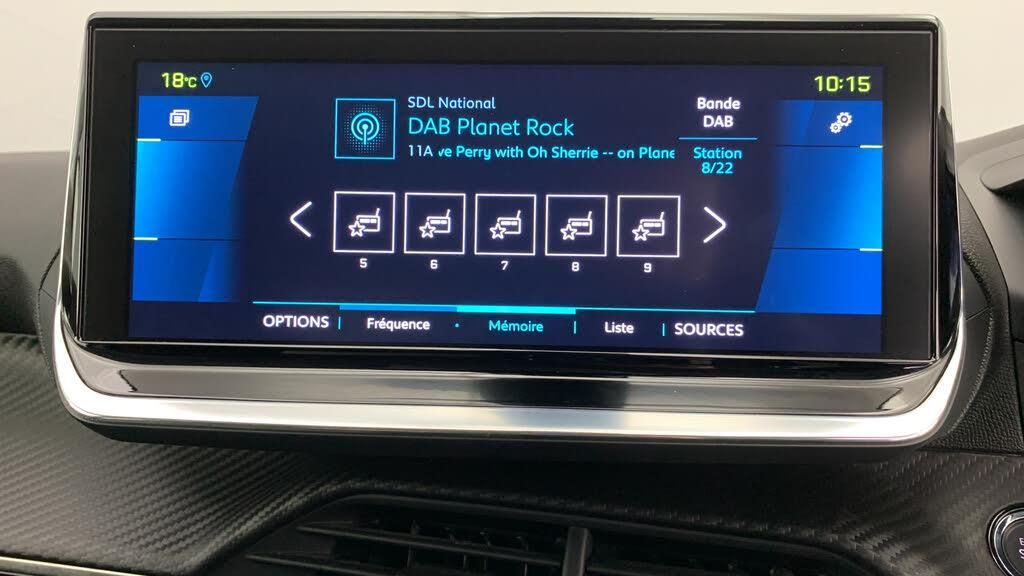 18°C
10:15
SDL National
DAB Planet Rock
11A ve Perry with Oh Sherrie -- on Plane
Bande
DAB
Station
8/22
5 6 7 8 9
OPTIONS | Fréquence • Mémoire | Liste | SOURCES